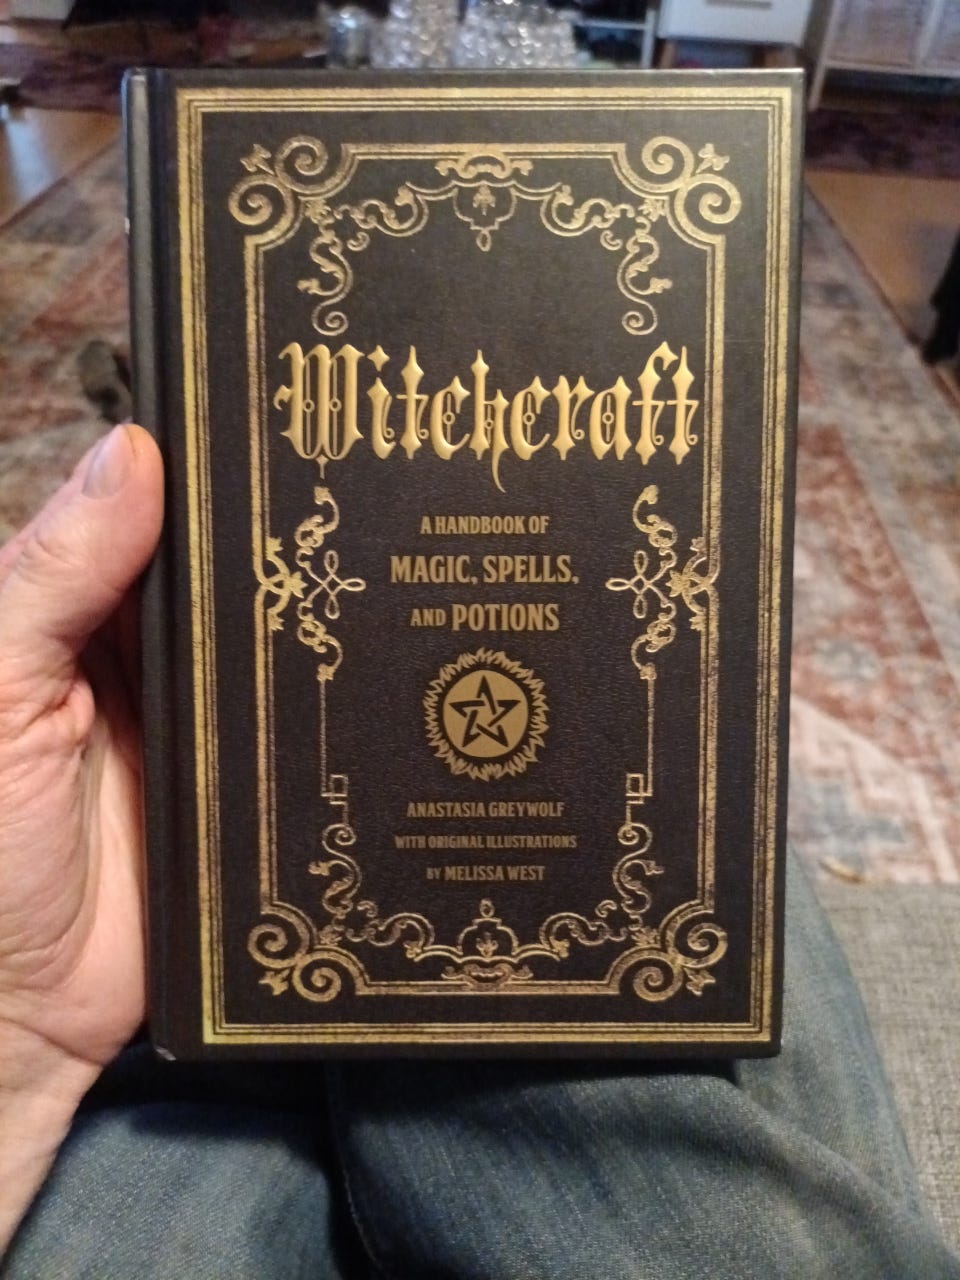 Witchcraft
A HANDBOOK OF
MAGIC, SPELLS,
AND POTIONS
ANASTASIA GREYWOLF
WITH ORIGINAL ILLUSTRATIONS
BY MELISSA WEST